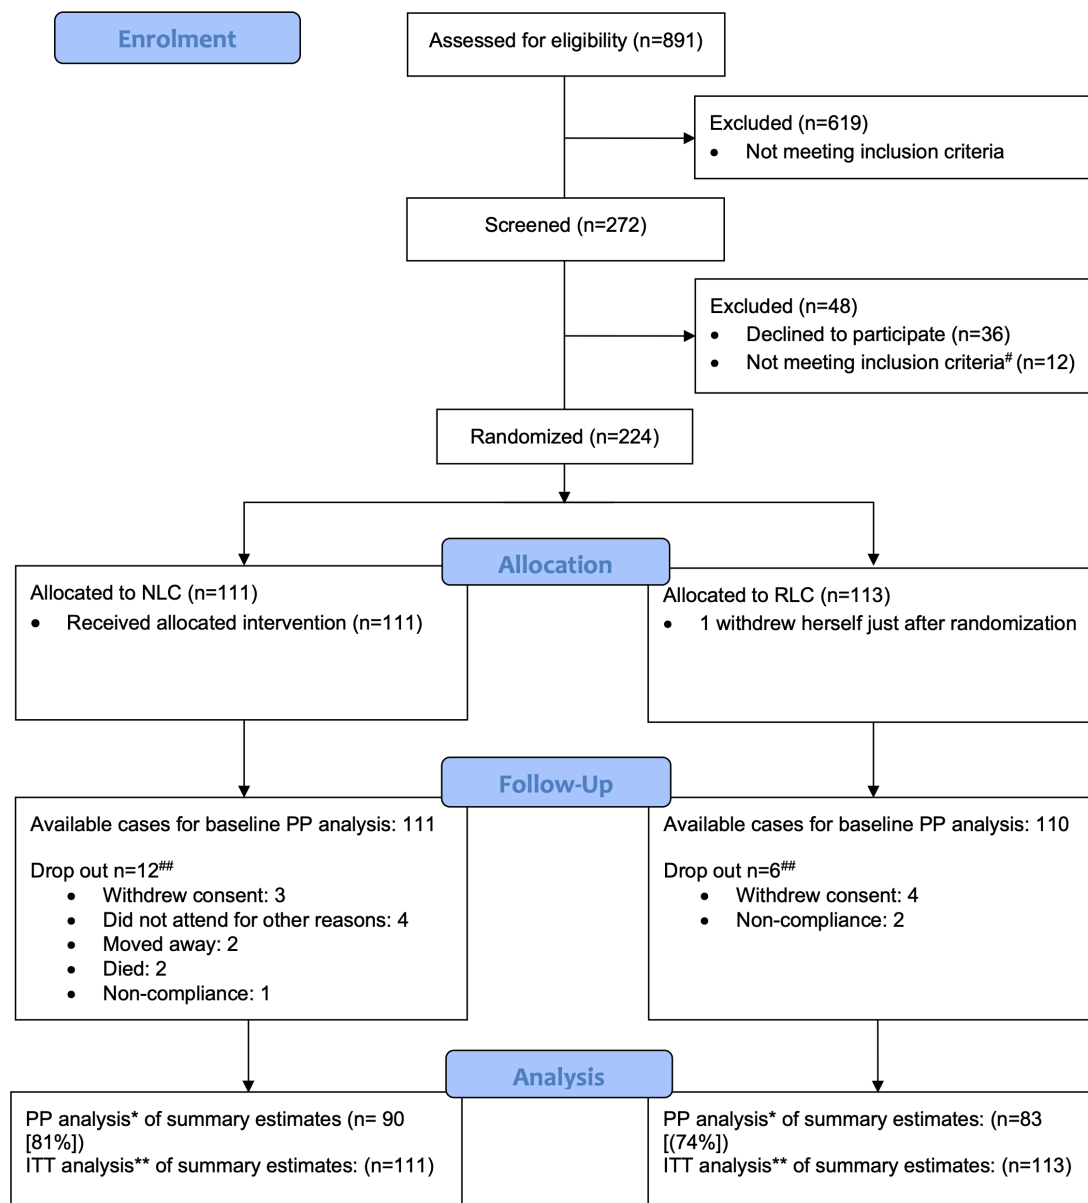 Enrolment
Assessed for eligibility (n=891)
Excluded (n=619)
• Not meeting inclusion criteria
Screened (n=272)
Excluded (n=48)
• Declined to participate (n=36)
• Not meeting inclusion criteria# (n=12)
Randomized (n=224)
Allocation
Allocated to NLC (n=111)
• Received allocated intervention (n=111)
Allocated to RLC (n=113)
• 1 withdrew herself just after randomization
Follow-Up
Available cases for baseline PP analysis: 111
Drop out n=12##
• Withdrew consent: 3
• Did not attend for other reasons: 4
• Moved away: 2
• Died: 2
• Non-compliance: 1
Available cases for baseline PP analysis: 110
Drop out n=6##
• Withdrew consent: 4
• Non-compliance: 2
Analysis
PP analysis* of summary estimates (n= 90
[81%])
ITT analysis** of summary estimates: (n=111)
PP analysis* of summary estimates: (n=83
[(74%])
ITT analysis** of summary estimates: (n=113)